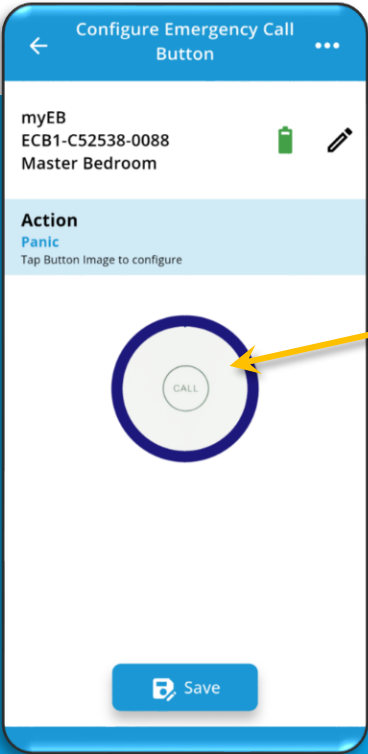 Configure Emergency Call
Button
myEB
ECB1-C52538-0088
Master Bedroom
Action
Panic
Tap Button Image to configure
CALL
Save